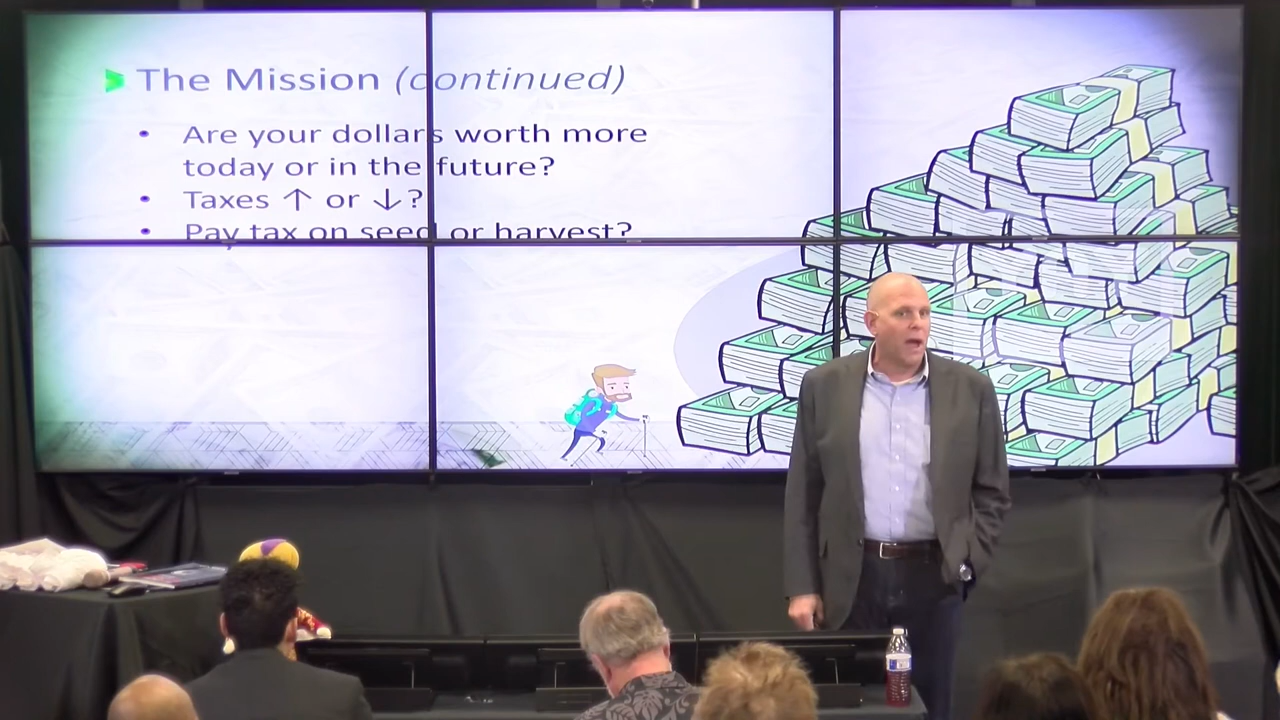 The Mission (continued)
• Are your dollars worth more
today or in the future?
• Taxes ↑ or ↓?
• Pay tax on seed or harvest?